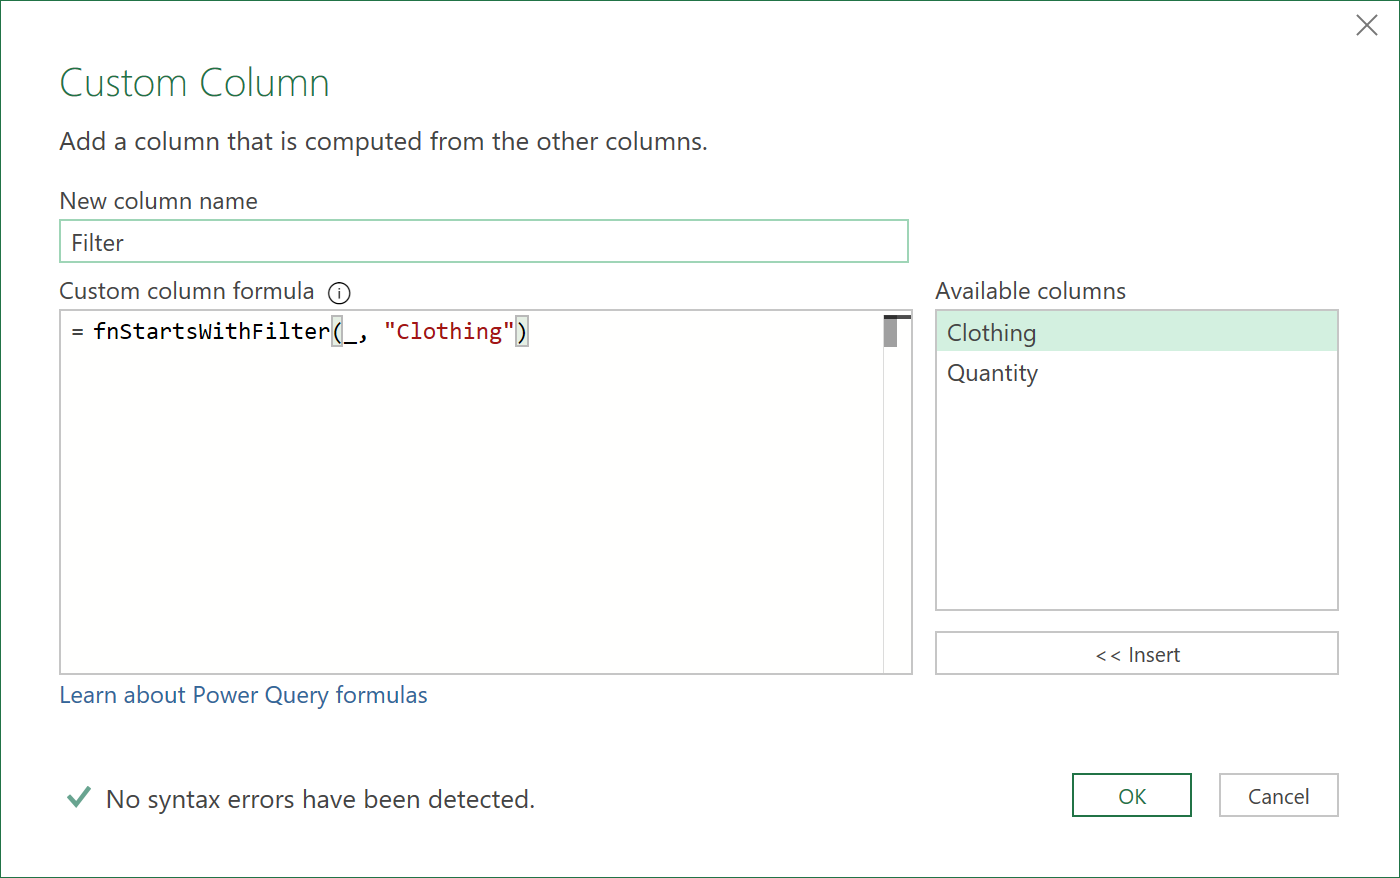 Custom Column
Add a column that is computed from the other columns.
New column name
Filter
Custom column formula
= fnStartsWithFilter(_, "Clothing")
Available columns
Clothing
Quantity
<< Insert
Learn about Power Query formulas
No syntax errors have been detected.
OK
Cancel